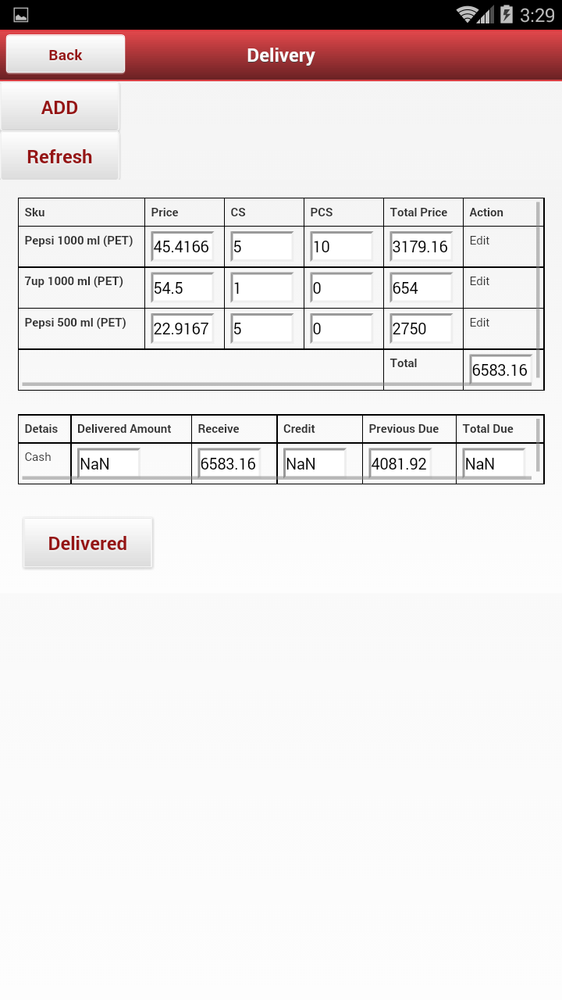 3:29
Back
Delivery
ADD
Refresh
Sku Price CS PCS Total Price Action
Pepsi 1000 ml (PET) 45.4166 5 10 3179.16 Edit
7up 1000 ml (PET) 54.5 1 0 654 Edit
Pepsi 500 ml (PET) 22.9167 5 0 2750 Edit
Total 6583.16
Detais Delivered Amount Receive Credit Previous Due Total Due
Cash NaN 6583.16 NaN 4081.92 NaN
Delivered